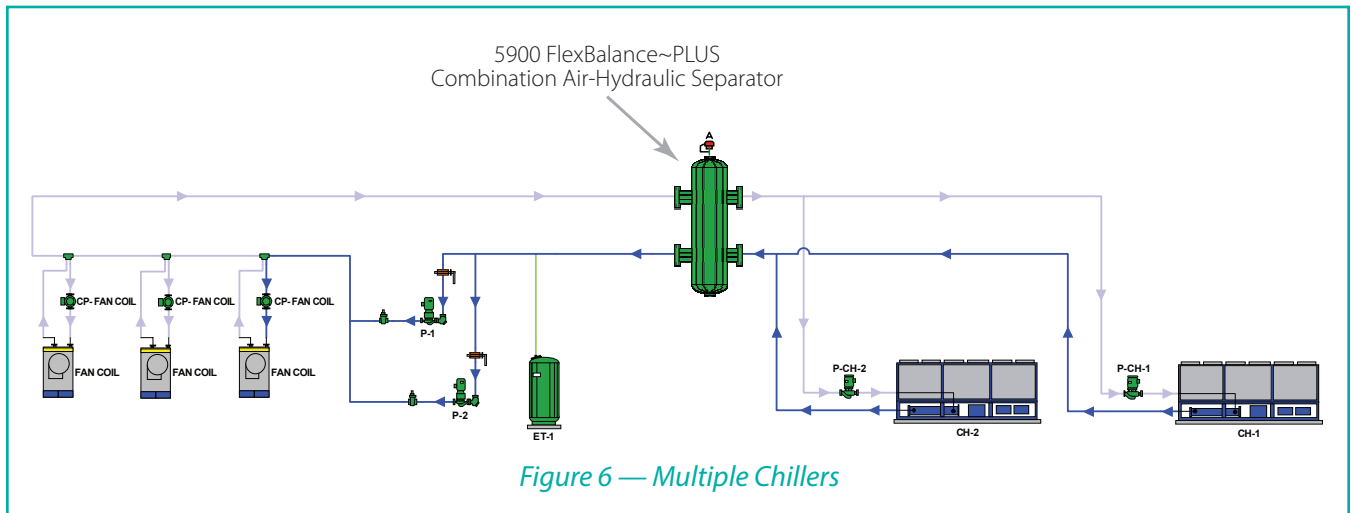 5900 FlexBalance~PLUS
Combination Air-Hydraulic Separator
A
CP- FAN COIL
CP- FAN COIL
CP- FAN COIL
P-1
FAN COIL
FAN COIL
FAN COIL
P-2
ET-1
P-CH-2
P-CH-1
CH-2
CH-1
Figure 6 — Multiple Chillers